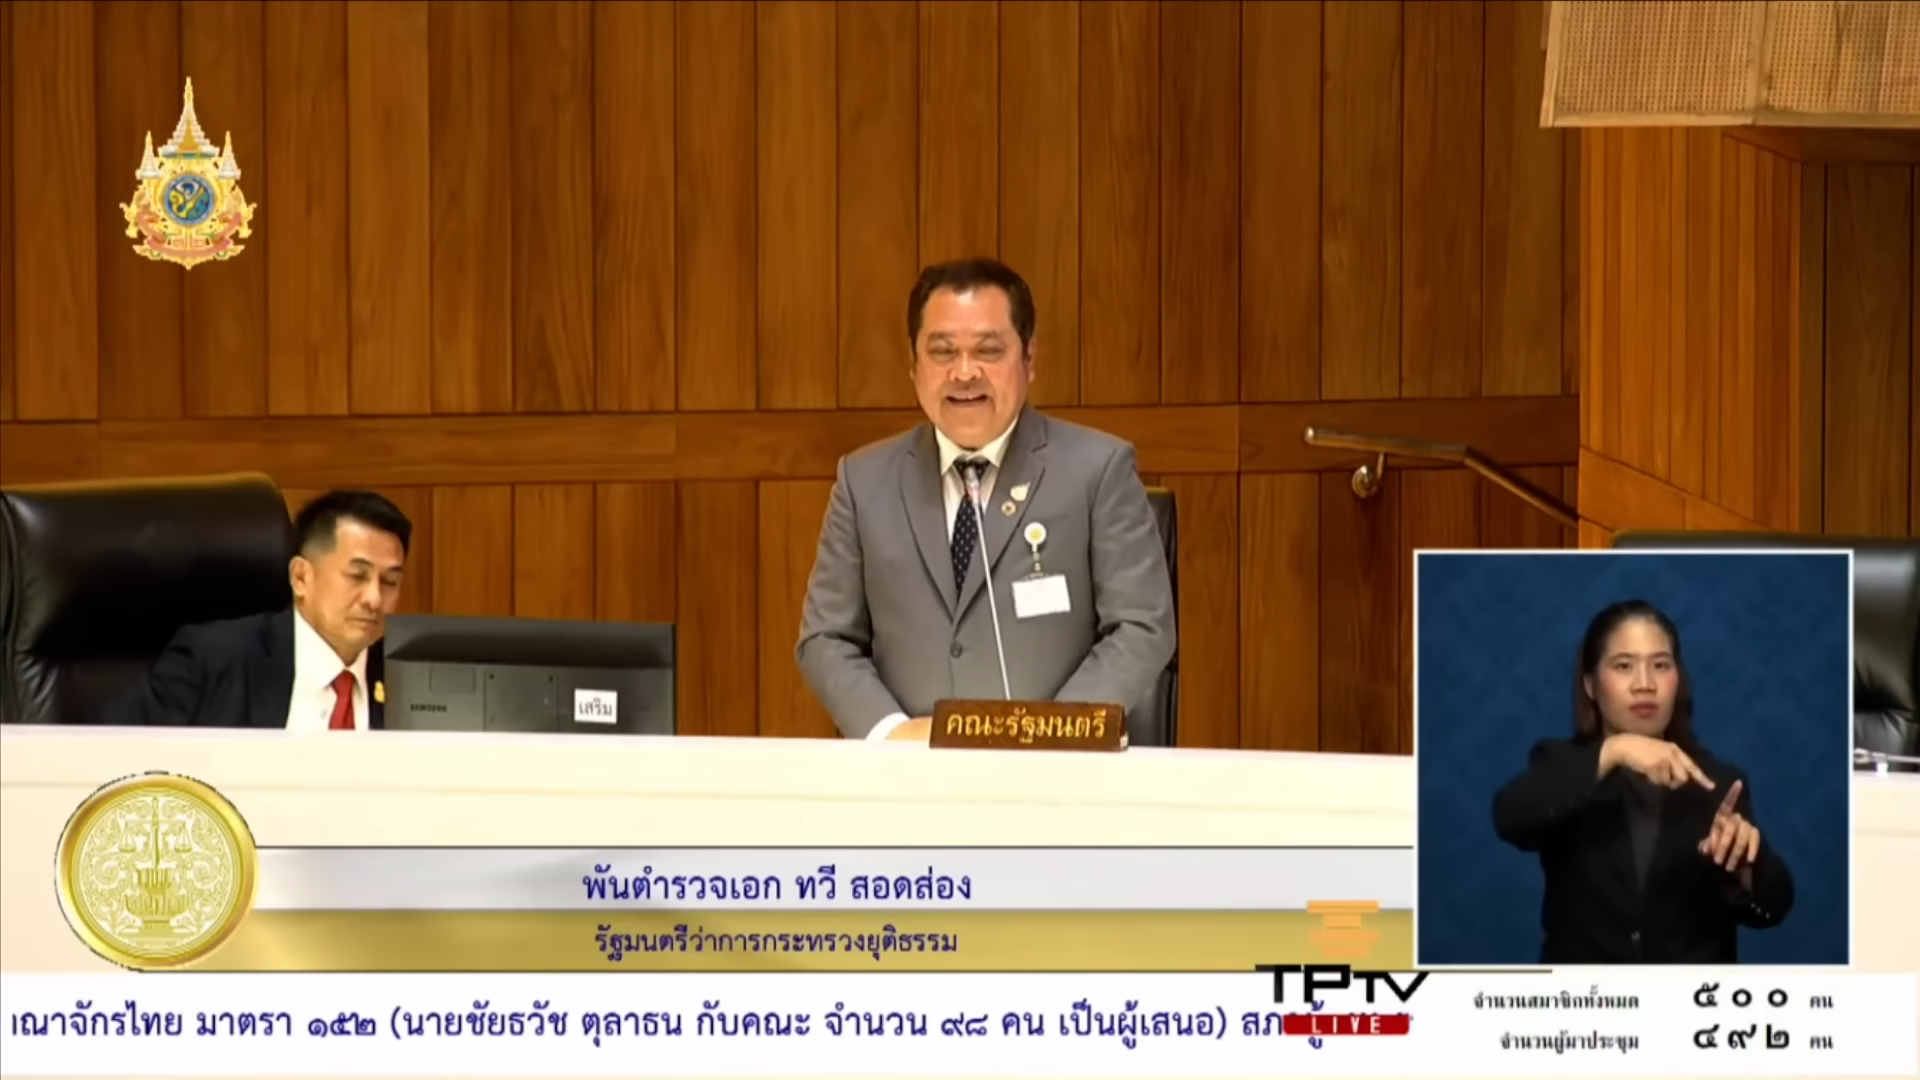 SAMSUNG
เสริม
คณะรัฐมนตรี
พันตำรวจเอก ทวี สอดส่อง
รัฐมนตรีว่าการกระทรวงยุติธรรม
TPTV
LIVE
าณาจักรไทย มาตรา ๑๕๒ (นายชัยธวัช ตุลาธน กับคณะ จำนวน ๙๘ คน เป็นผู้เสนอ)
จำนวนสมาชิกทั้งหมด ๕๐๐ คน
จำนวนผู้มาประชุม ๔๙๒ คน